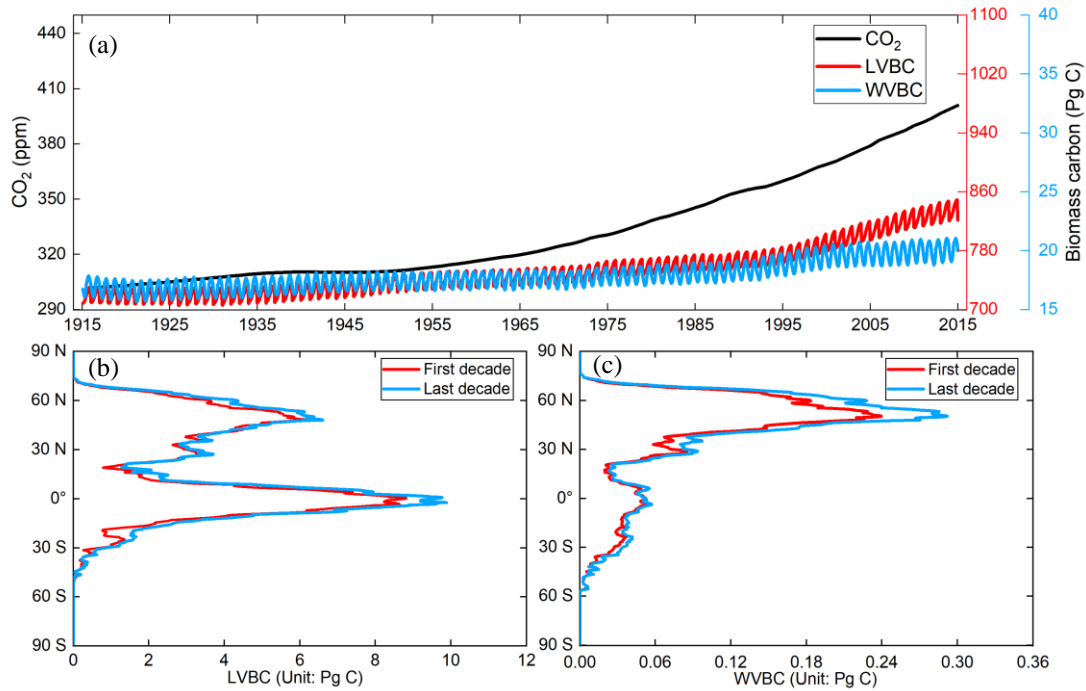 (a)
CO2
LVBC
WVBC
440
410
380
350
320
290
CO2 (ppm)
1915 1925 1935 1945 1955 1965 1975 1985 1995 2005 2015
1100
1020
940
860
780
700
40
35
30
25
20
15
Biomass carbon (Pg C)
(b)
First decade
Last decade
90 N
60 N
30 N
0°
30 S
60 S
90 S
0 2 4 6 8 10 12
LVBC (Unit: Pg C)
(c)
First decade
Last decade
90 N
60 N
30 N
0°
30 S
60 S
90 S
0.00 0.06 0.12 0.18 0.24 0.30 0.36
WVBC (Unit: Pg C)